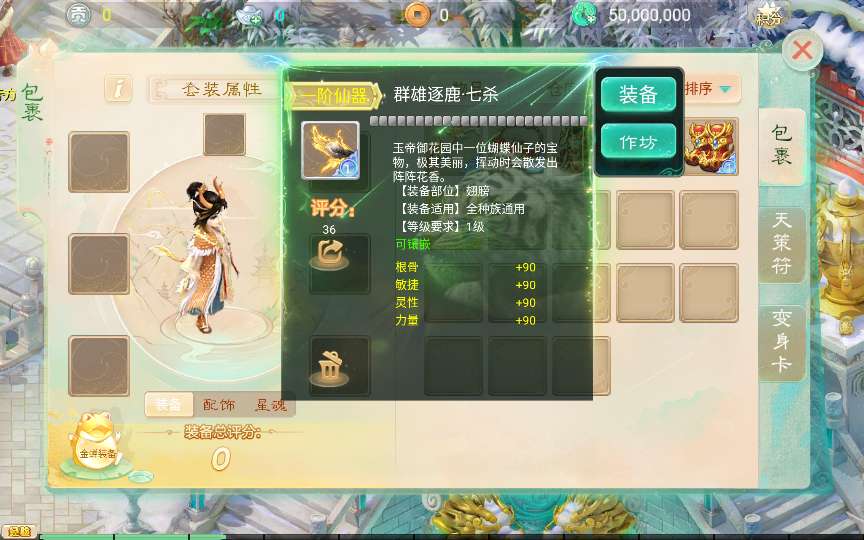 贡 0
0
0
50,000,000
积分
包裹
套装属性
一阶仙器
群雄逐鹿·七杀
装备
作坊
排序
玉帝御花园中一位蝴蝶仙子的宝
物，极其美丽，挥动时会散发出
阵阵花香。
【装备部位】翅膀
【装备适用】全种族通用
【等级要求】1级
可镶嵌
评分:
36
根骨 +90
敏捷 +90
灵性 +90
力量 +90
包裹
天策符
变身卡
装备
配饰
星魂
金蝉装备
装备总评分:
0